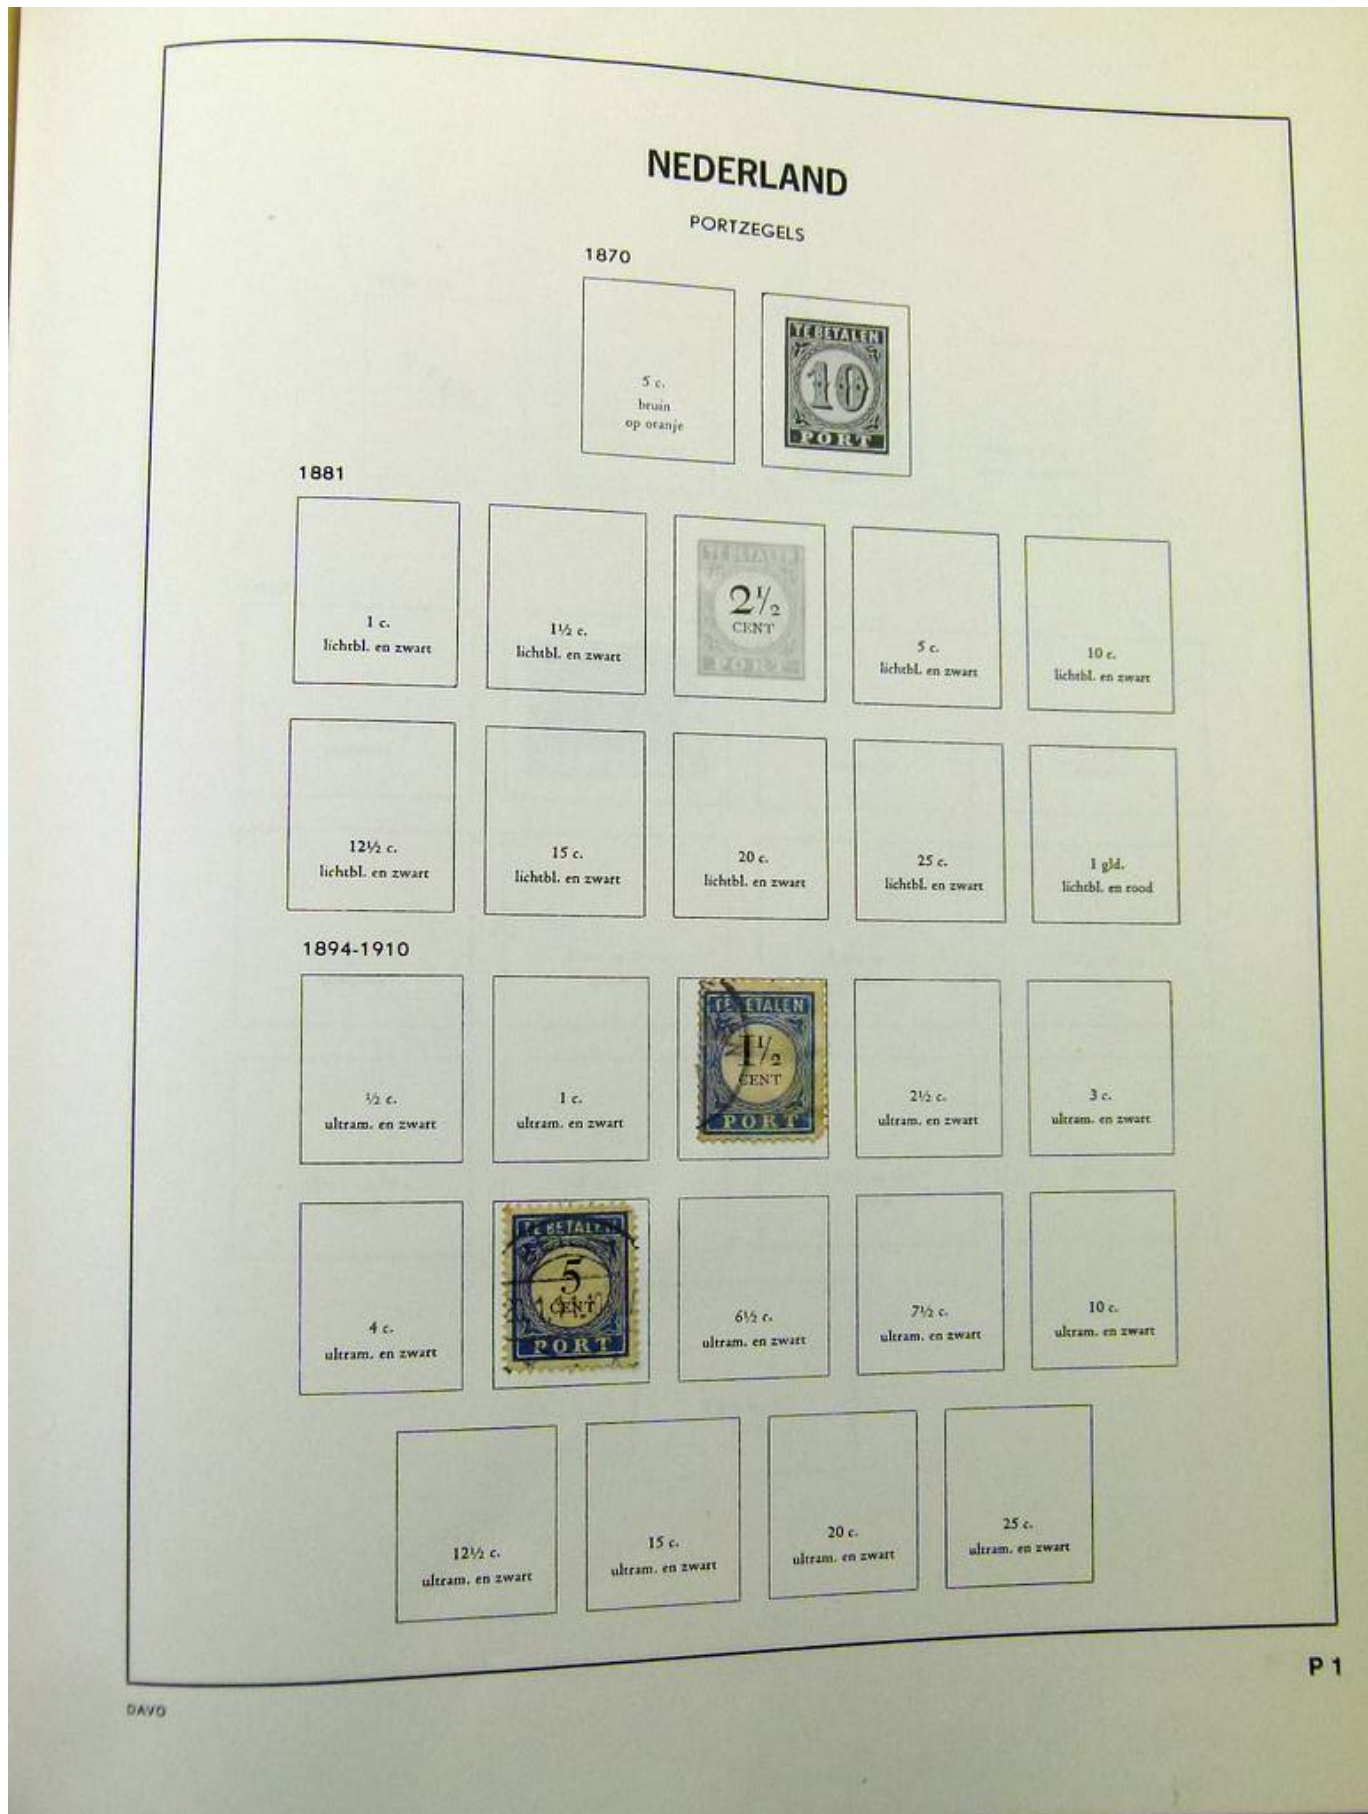 NEDERLAND
PORTZEGELS
1870
5 c.
bruin
op oranje
TE BETALEN
10
PORT
1881
1 c.
lichtbl. en zwart
1½ c.
lichtbl. en zwart
TE BETALEN
2½
CENT
PORT
5 c.
lichtbl. en zwart
10 c.
lichtbl. en zwart
12½ c.
lichtbl. en zwart
15 c.
lichtbl. en zwart
20 c.
lichtbl. en zwart
25 c.
lichtbl. en zwart
1 gld.
lichtbl. en rood
1894-1910
½ c.
ultram. en zwart
1 c.
ultram. en zwart
TE BETALEN
1½
CENT
PORT
2½ c.
ultram. en zwart
3 c.
ultram. en zwart
4 c.
ultram. en zwart
TE BETALEN
5
CENT
PORT
6½ c.
ultram. en zwart
7½ c.
ultram. en zwart
10 c.
ultram. en zwart
12½ c.
ultram. en zwart
15 c.
ultram. en zwart
20 c.
ultram. en zwart
25 c.
ultram. en zwart
P 1
DAVO